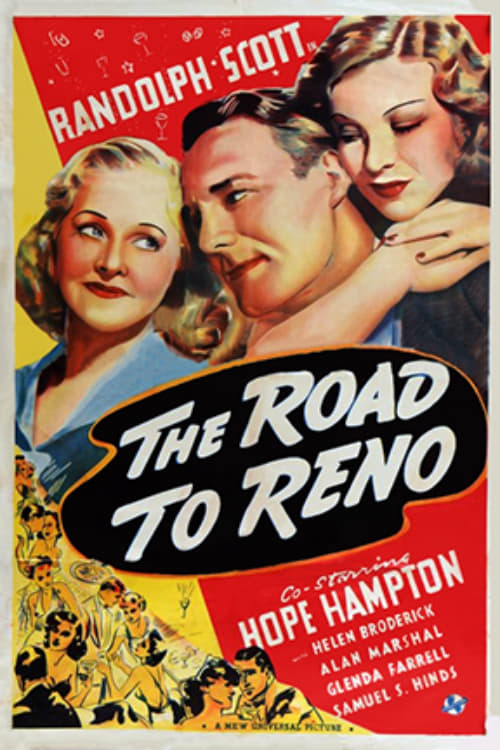 RANDOLPH · SCOTT IN
THE ROAD
TO RENO
Co-Starring
HOPE HAMPTON
WITH HELEN BRODERICK
ALAN MARSHAL
GLENDA FARRELL
SAMUEL S. HINDS
A NEW UNIVERSAL PICTURE